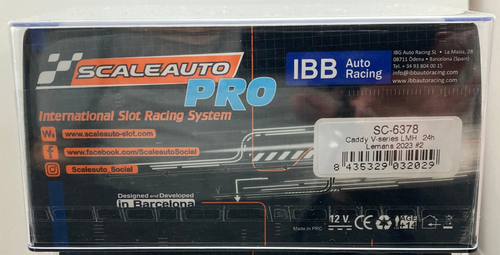 SCALEAUTO
PRO
International Slot Racing System
www.scaleauto-slot.com
www.facebook.com/ScaleautoSocial
Scaleauto_Social
Designed and Developed
in Barcelona
IBB Auto
Racing
IBG Auto Racing SL • La Masia, 28
08711 Òdena • Barcelona (Spain)
Tel. + 34 93 804 00 15
info@ibbautoracing.com
www.ibbautoracing.com
SC-6378
Caddy V-series LMH 24h
Lemans 2023 #2
8 435329 032029
Made in PRC
12 V.
CE
AGE
+14